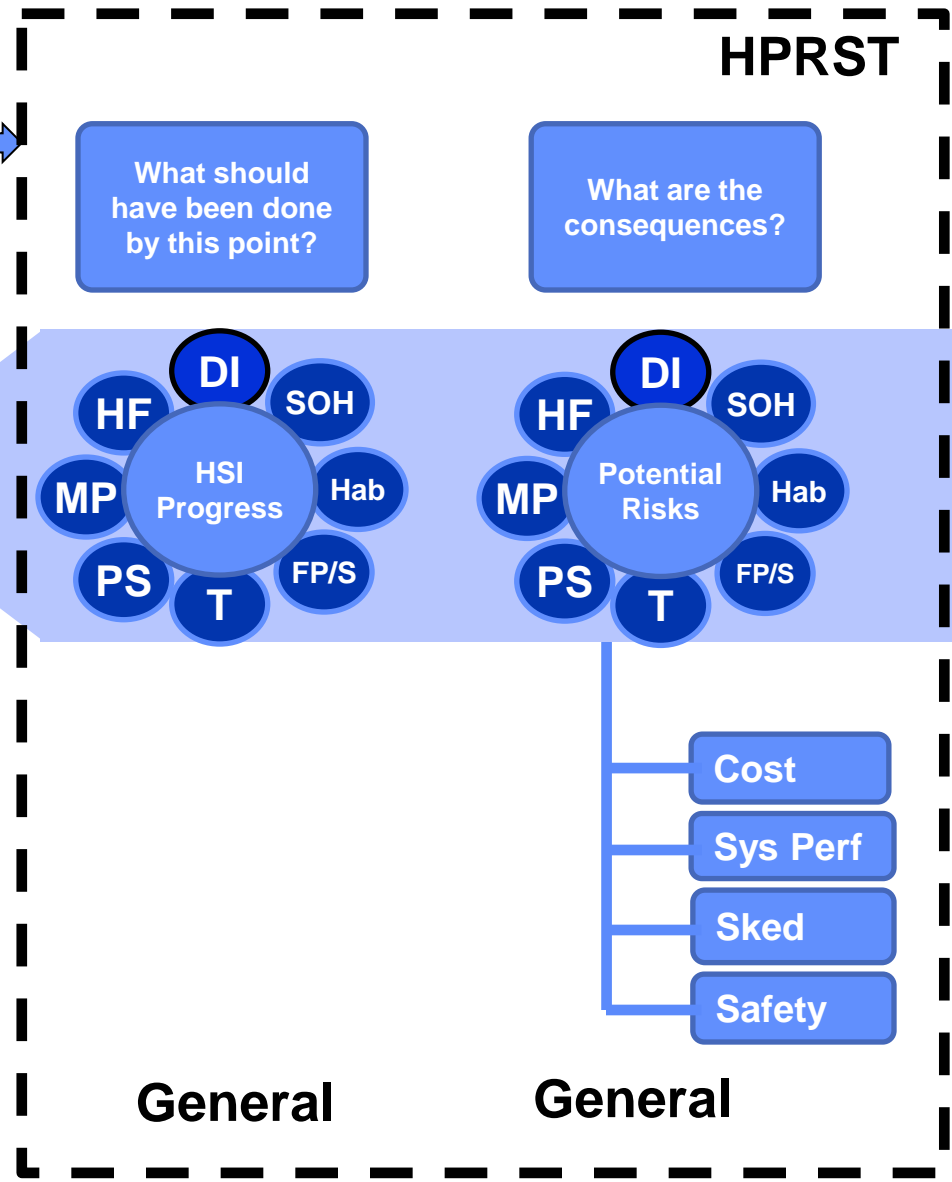 HPRST
What should
have been done
by this point?
What are the
consequences?
DI
SOH
HF
HSI
Progress
Hab
MP
FP/S
PS
T
DI
SOH
HF
Potential
Risks
Hab
MP
FP/S
PS
T
Cost
Sys Perf
Sked
Safety
General
General